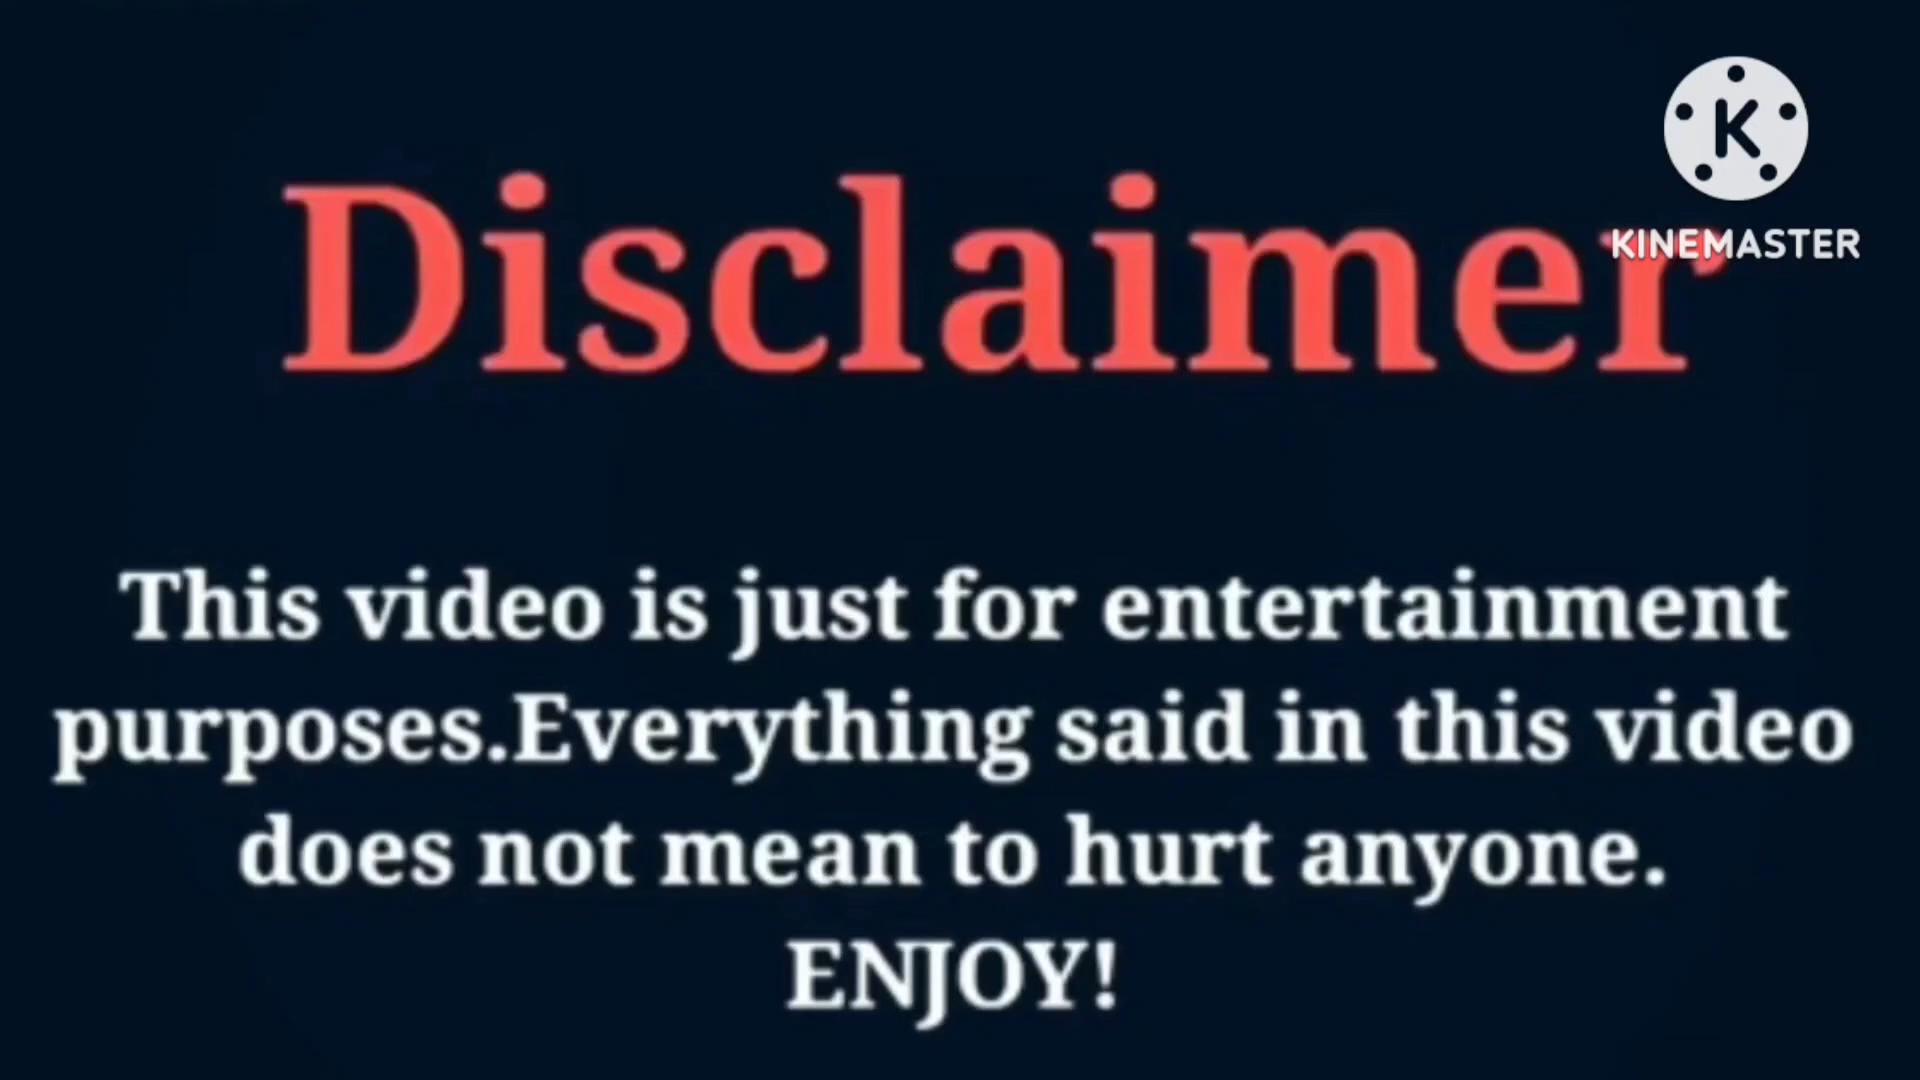 K
KINEMASTER
Disclaimer
This video is just for entertainment
purposes.Everything said in this video
does not mean to hurt anyone.
ENJOY!